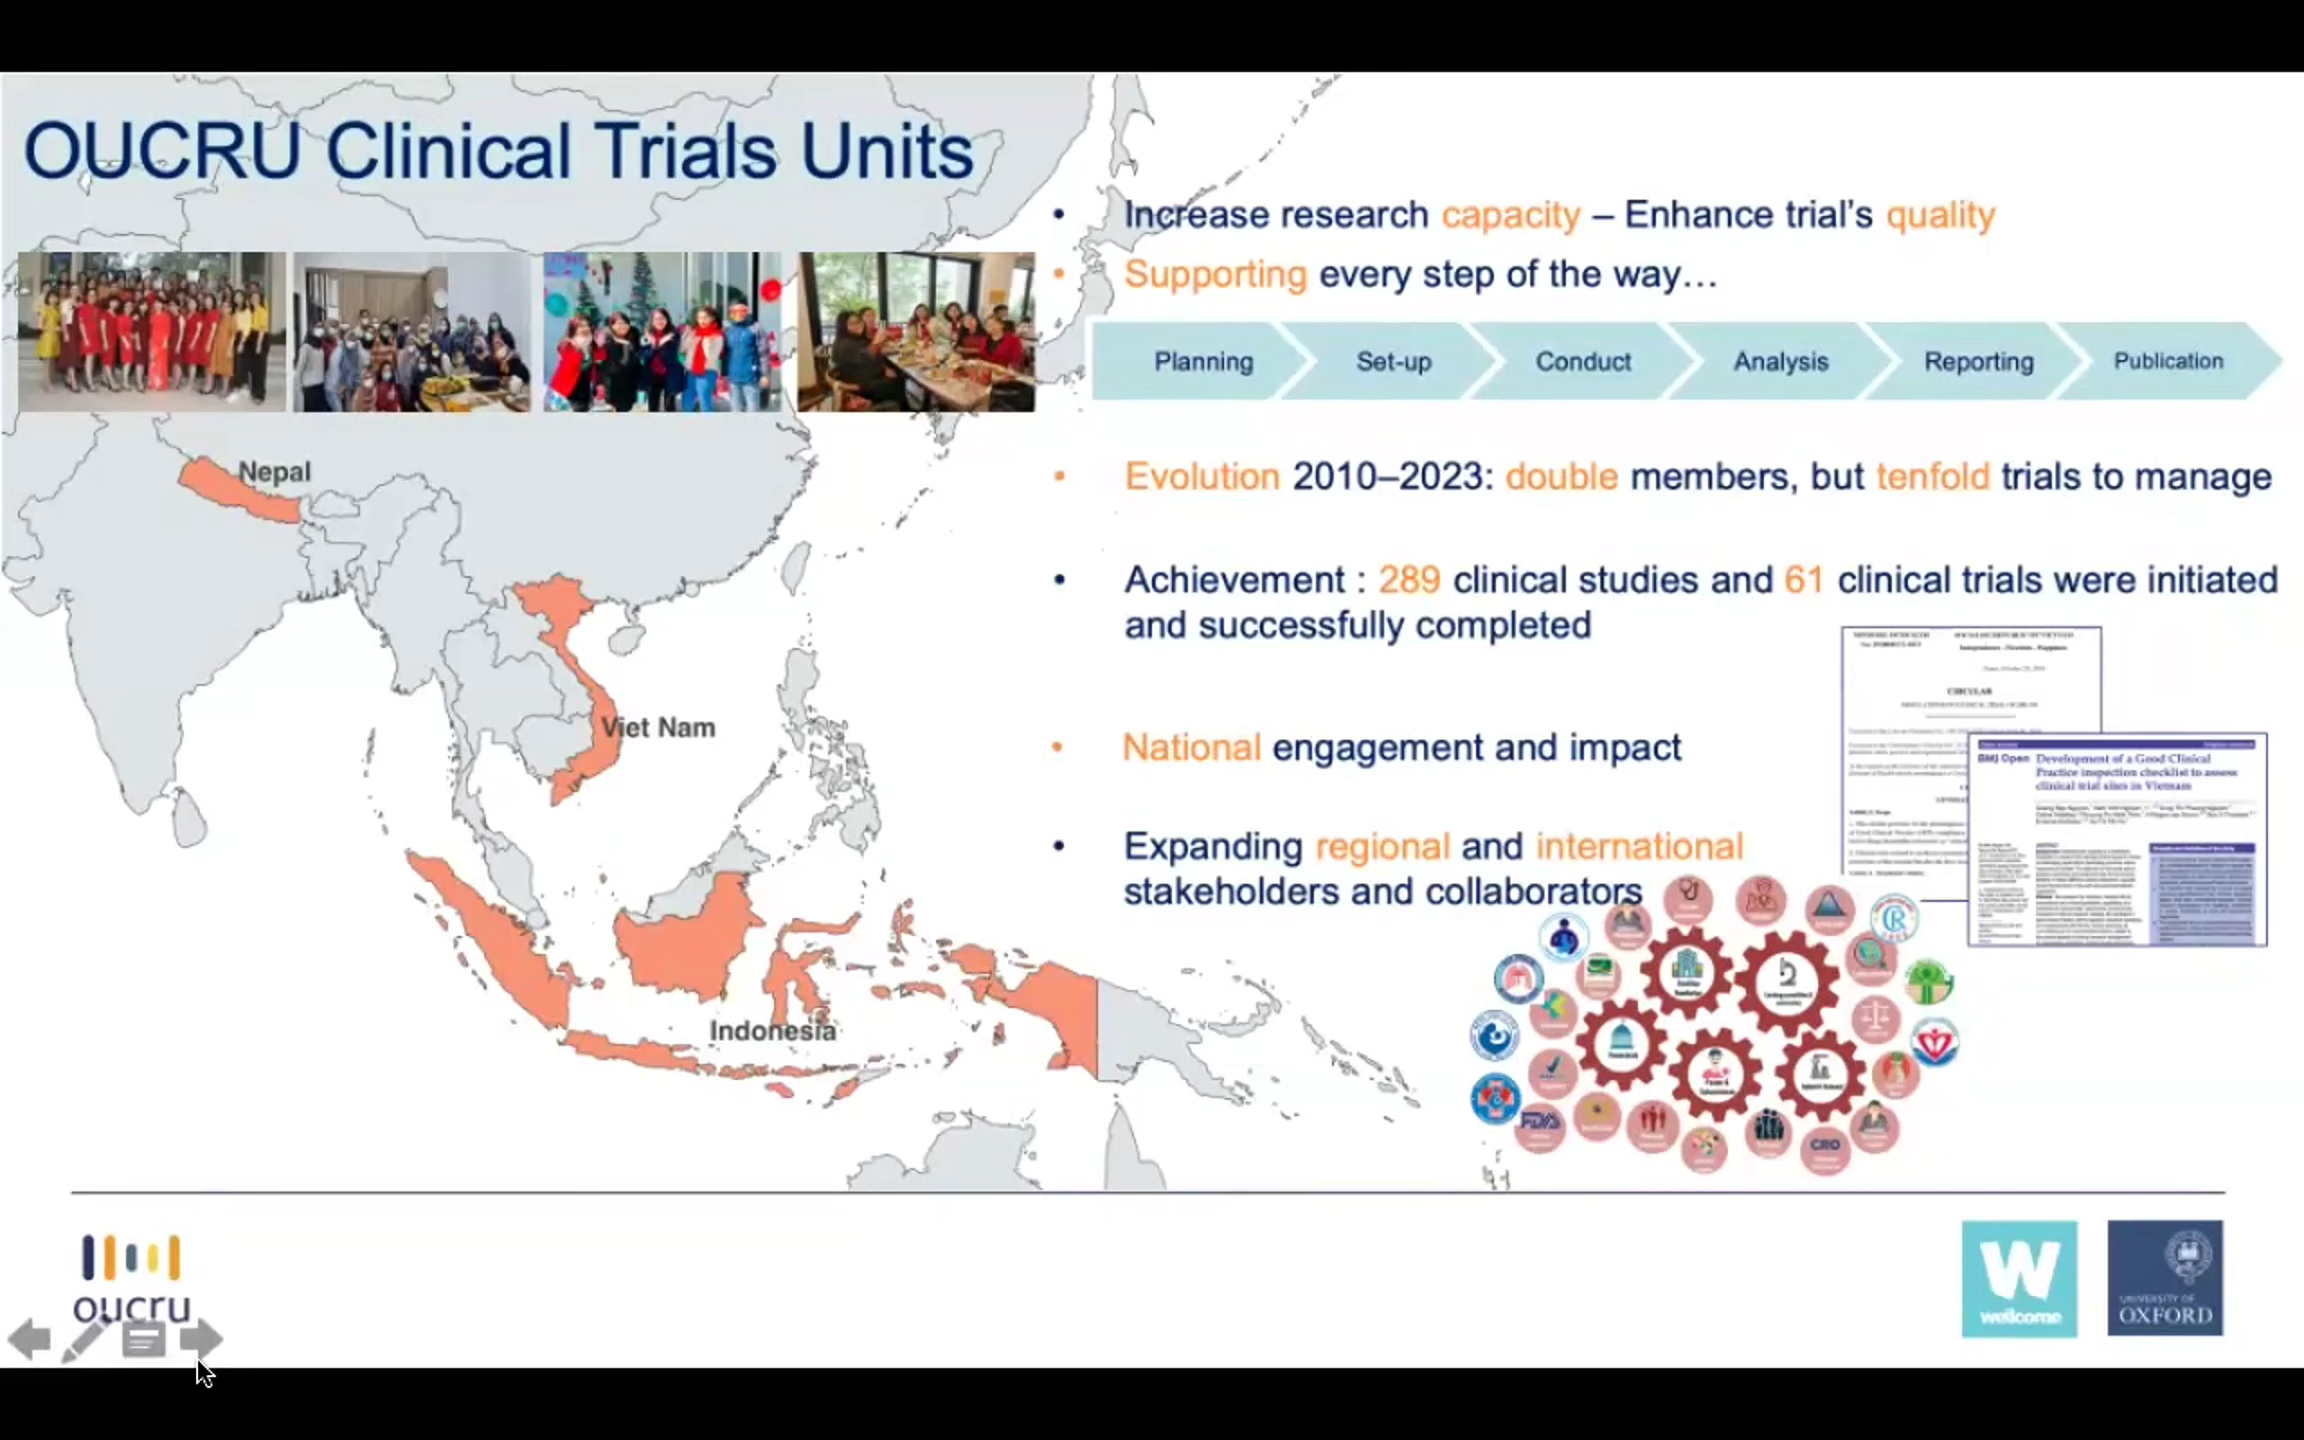 OUCRU Clinical Trials Units
• Increase research capacity – Enhance trial's quality
• Supporting every step of the way...
Planning
Set-up
Conduct
Analysis
Reporting
Publication
• Evolution 2010–2023: double members, but tenfold trials to manage
• Achievement : 289 clinical studies and 61 clinical trials were initiated
and successfully completed
• National engagement and impact
• Expanding regional and international
stakeholders and collaborators
Nepal
Viet Nam
Indonesia
CIRCULAR
BMJ Open
Development of a Good Clinical
Practice inspection checklist to assess
clinical trial sites in Vietnam
FDA
CRO
oucru
W
wellcome
UNIVERSITY OF
OXFORD